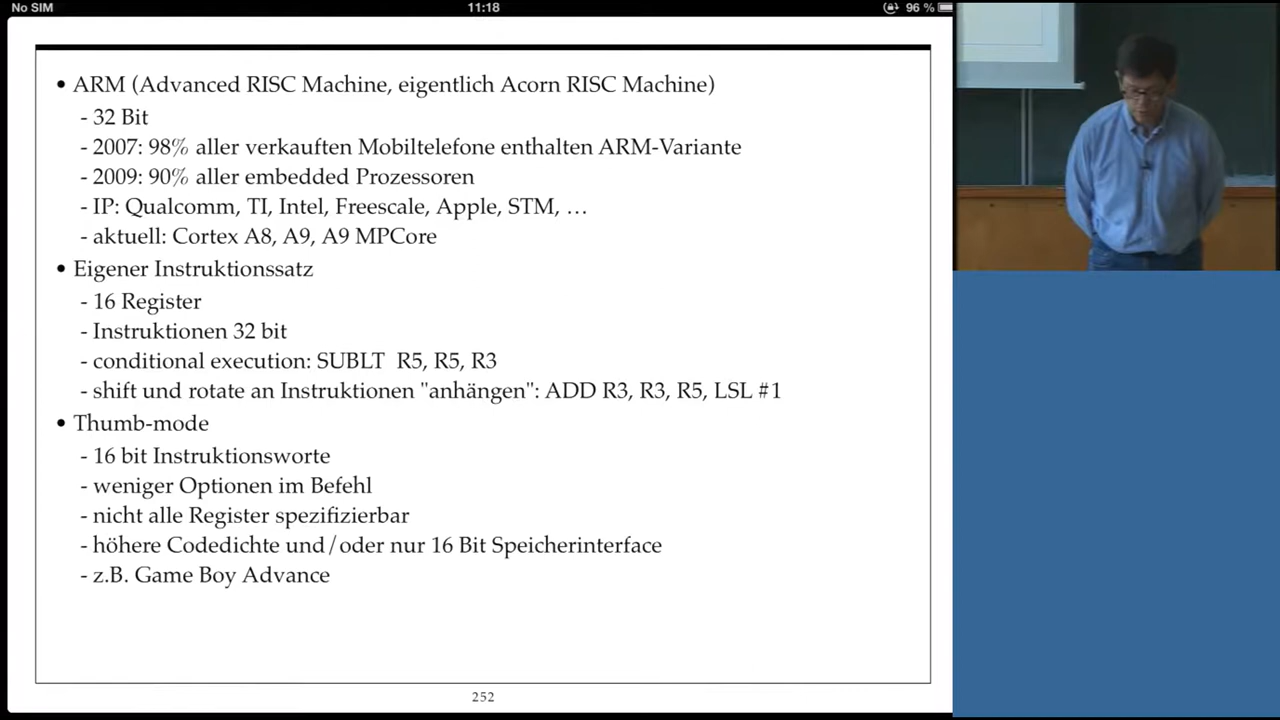 No SIM 11:18 96 %
• ARM (Advanced RISC Machine, eigentlich Acorn RISC Machine)
- 32 Bit
- 2007: 98% aller verkauften Mobiltelefone enthalten ARM-Variante
- 2009: 90% aller embedded Prozessoren
- IP: Qualcomm, TI, Intel, Freescale, Apple, STM, …
- aktuell: Cortex A8, A9, A9 MPCore
• Eigener Instruktionssatz
- 16 Register
- Instruktionen 32 bit
- conditional execution: SUBLT R5, R5, R3
- shift und rotate an Instruktionen "anhängen": ADD R3, R3, R5, LSL #1
• Thumb-mode
- 16 bit Instruktionsworte
- weniger Optionen im Befehl
- nicht alle Register spezifizierbar
- höhere Codedichte und/oder nur 16 Bit Speicherinterface
- z.B. Game Boy Advance
252